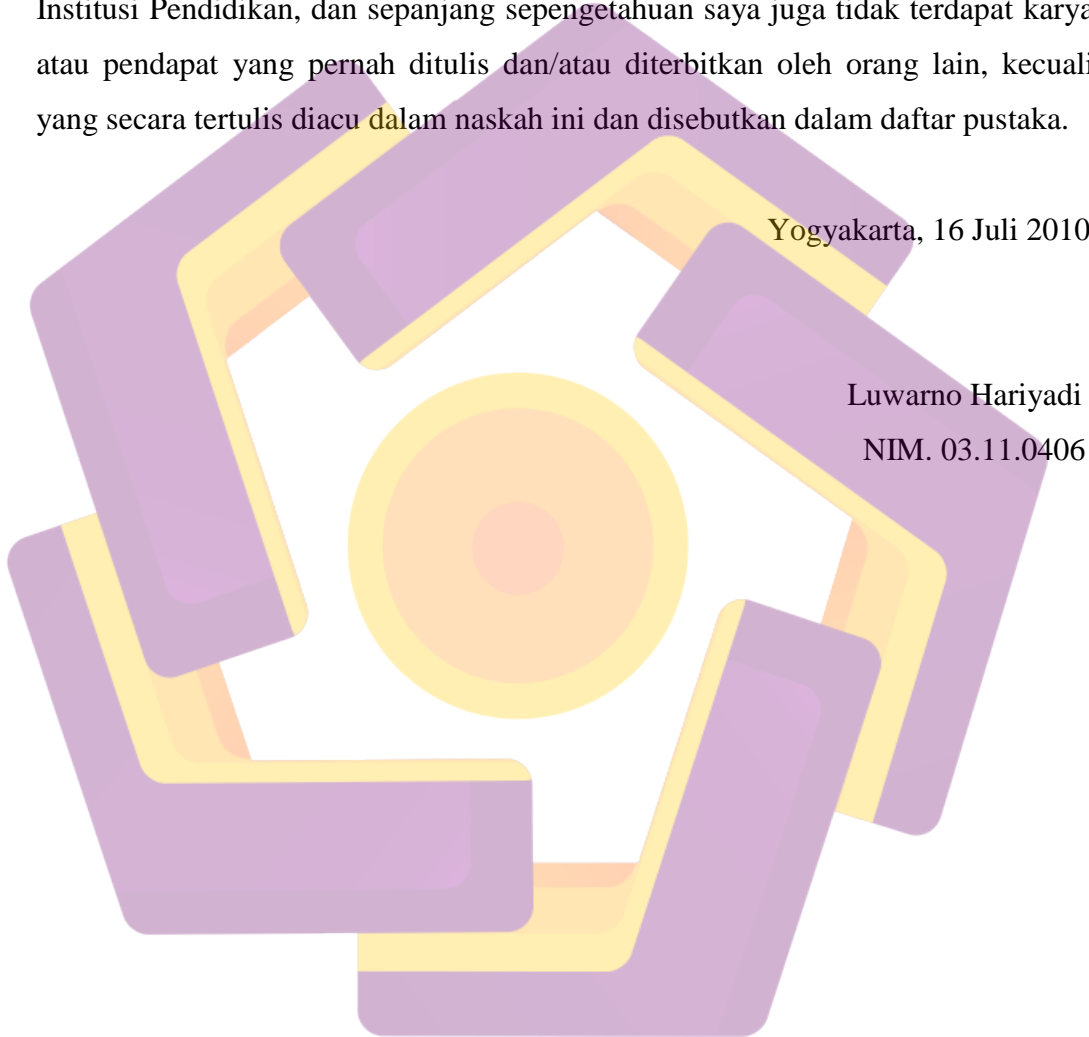 Institusi Pendidikan, dan sepanjang sepengetahuan saya juga tidak terdapat karya
atau pendapat yang pernah ditulis dan/atau diterbitkan oleh orang lain, kecuali
yang secara tertulis diacu dalam naskah ini dan disebutkan dalam daftar pustaka.
Yogyakarta, 16 Juli 2010
Luwarno Hariyadi
NIM. 03.11.0406